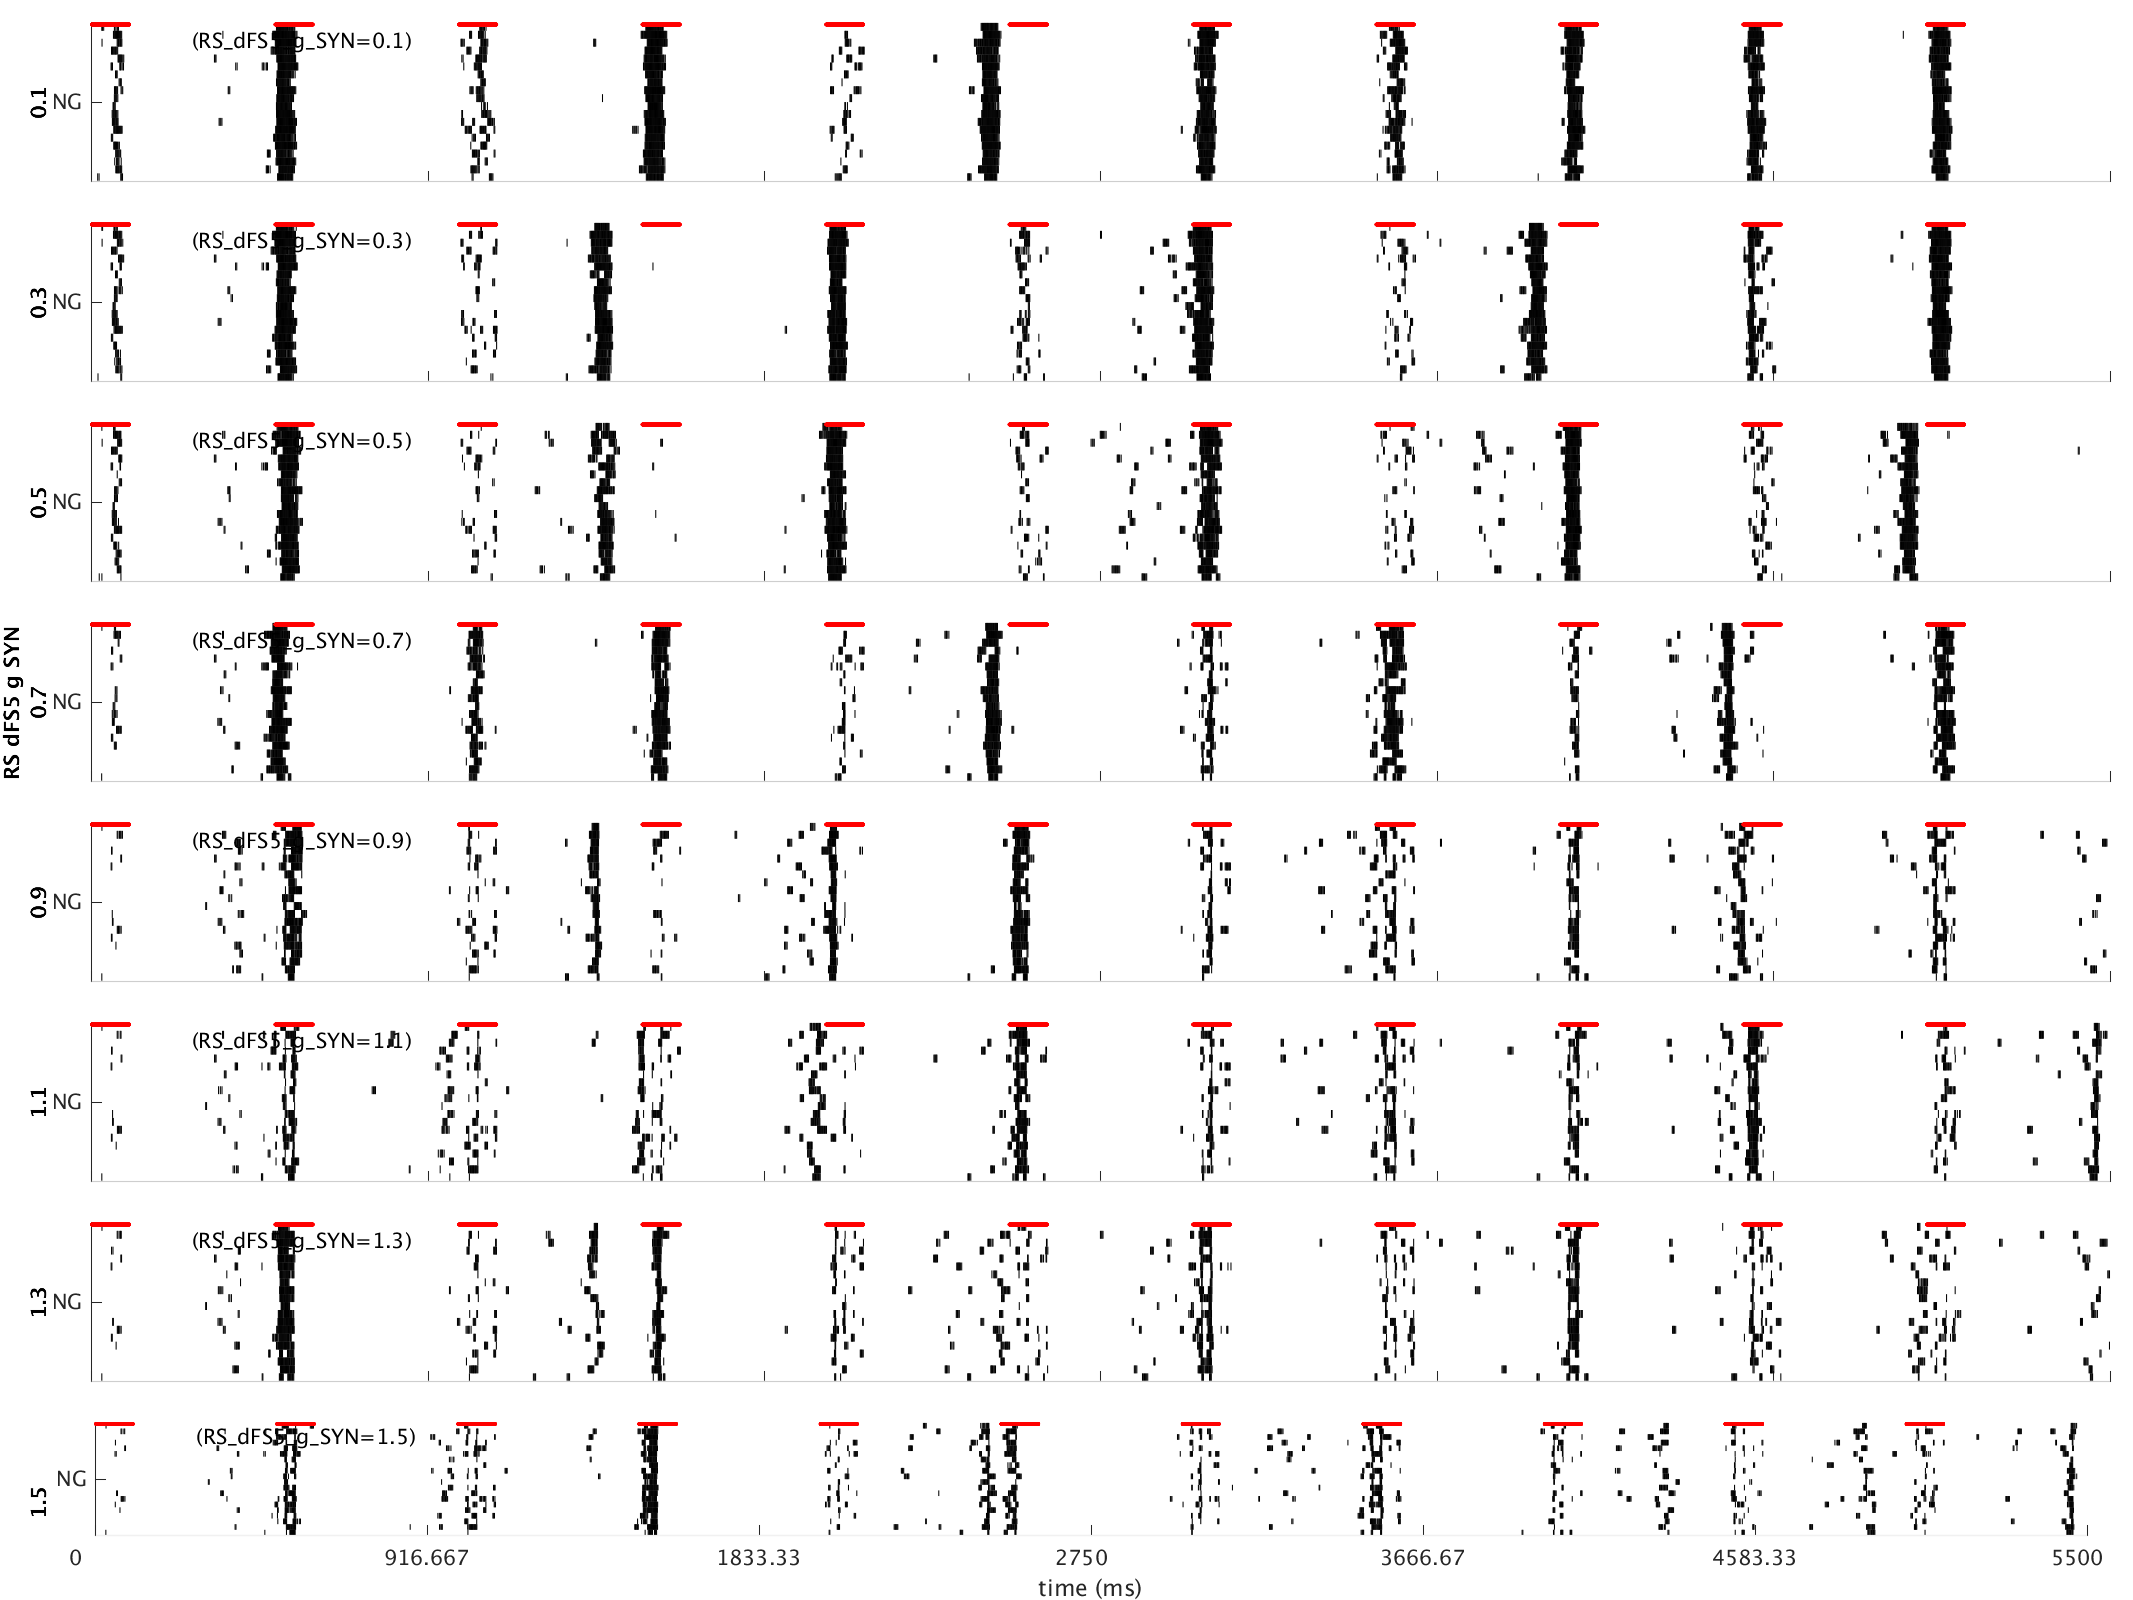 RS dFS5 g SYN
(RS_dFS5_g_SYN=0.1)
0.1 NG
(RS_dFS5_g_SYN=0.3)
0.3 NG
(RS_dFS5_g_SYN=0.5)
0.5 NG
(RS_dFS5_g_SYN=0.7)
0.7 NG
(RS_dFS5_g_SYN=0.9)
0.9 NG
(RS_dFS5_g_SYN=1.1)
1.1 NG
(RS_dFS5_g_SYN=1.3)
1.3 NG
(RS_dFS5_g_SYN=1.5)
1.5 NG
0 916.667 1833.33 2750 3666.67 4583.33 5500
time (ms)